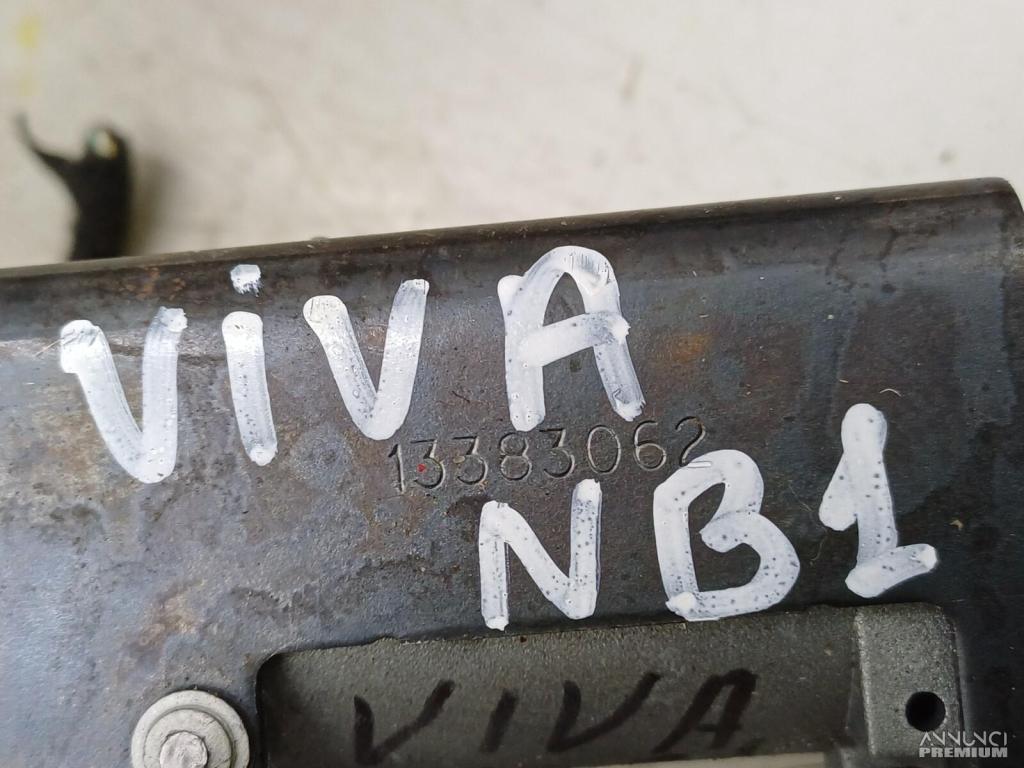 ViVA
13383062
NB1
VIVA
ANNUNCI
PREMIUM